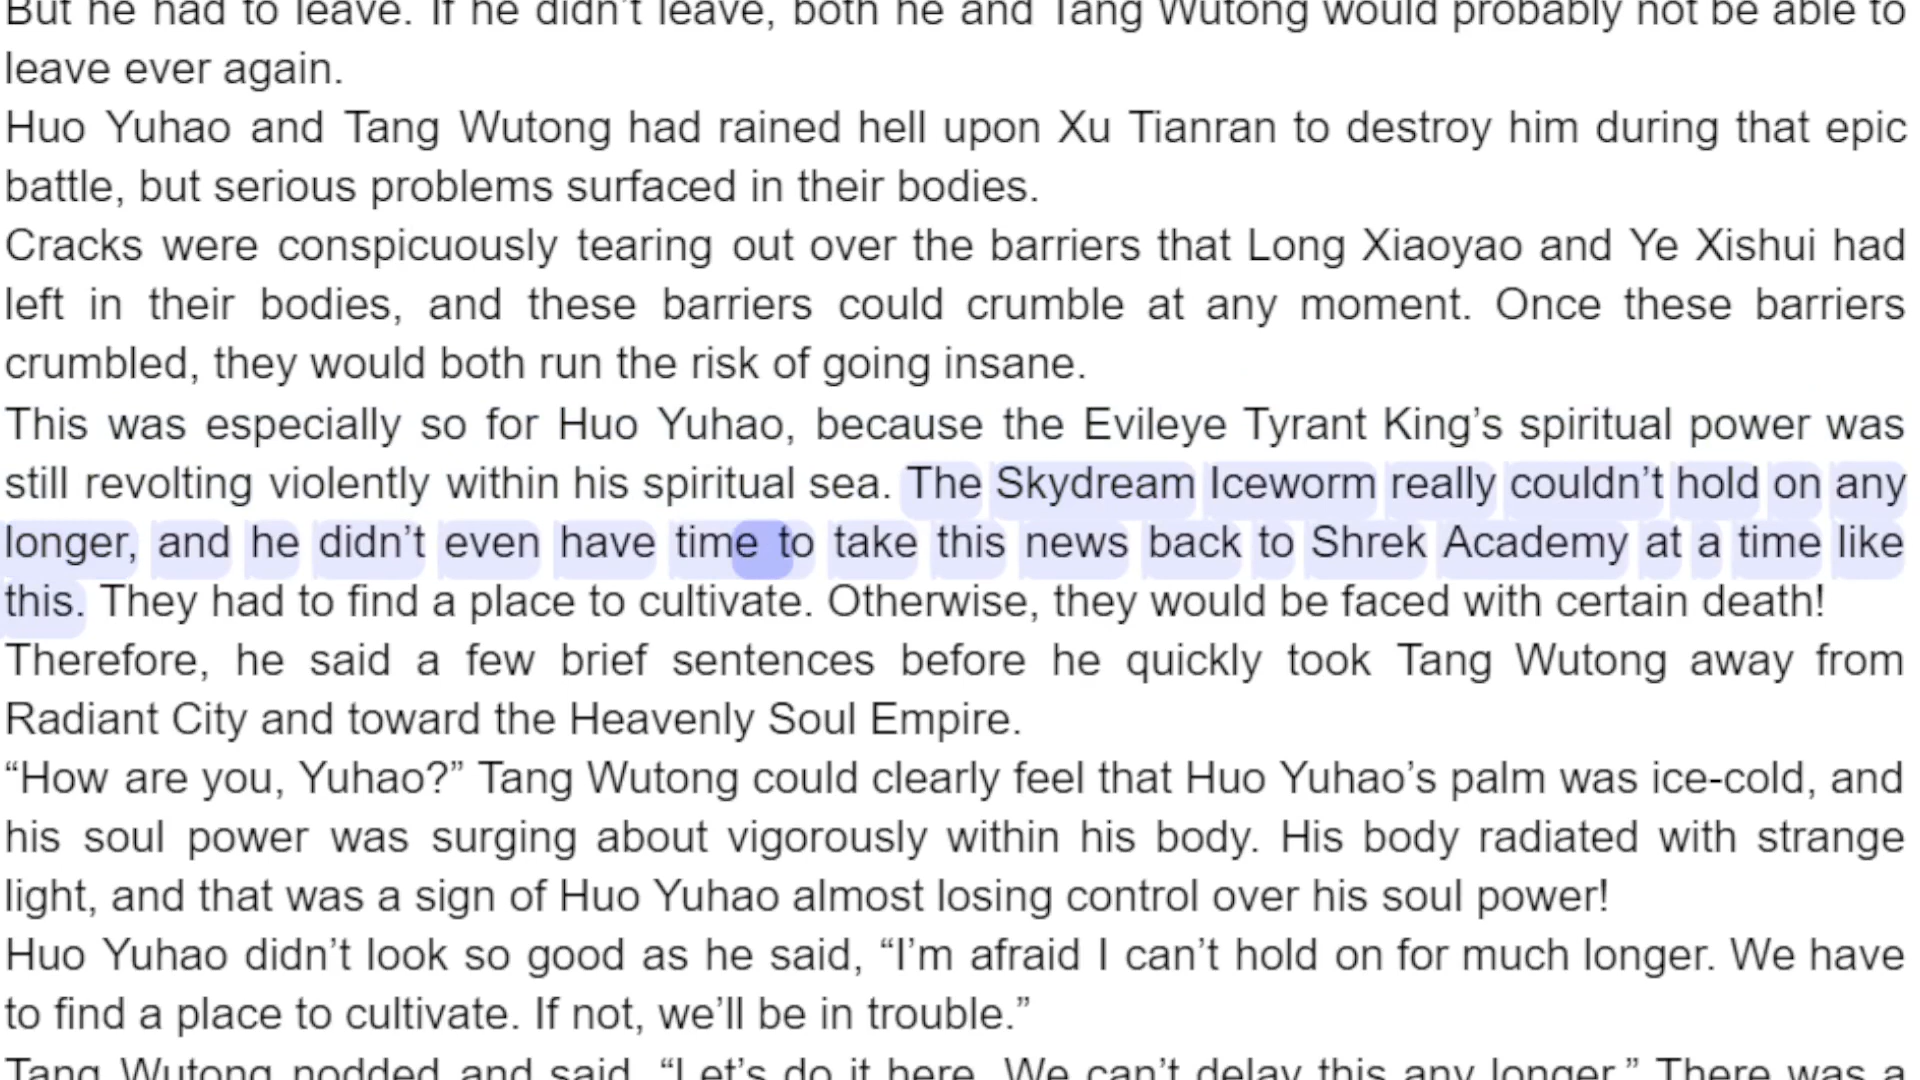 But he had to leave. If he didn't leave, both he and Tang Wutong would probably not be able to
leave ever again.
Huo Yuhao and Tang Wutong had rained hell upon Xu Tianran to destroy him during that epic
battle, but serious problems surfaced in their bodies.
Cracks were conspicuously tearing out over the barriers that Long Xiaoyao and Ye Xishui had
left in their bodies, and these barriers could crumble at any moment. Once these barriers
crumbled, they would both run the risk of going insane.
This was especially so for Huo Yuhao, because the Evileye Tyrant King’s spiritual power was
still revolting violently within his spiritual sea. The Skydream Iceworm really couldn’t hold on any
longer, and he didn’t even have time to take this news back to Shrek Academy at a time like
this. They had to find a place to cultivate. Otherwise, they would be faced with certain death!
Therefore, he said a few brief sentences before he quickly took Tang Wutong away from
Radiant City and toward the Heavenly Soul Empire.
“How are you, Yuhao?” Tang Wutong could clearly feel that Huo Yuhao’s palm was ice-cold, and
his soul power was surging about vigorously within his body. His body radiated with strange
light, and that was a sign of Huo Yuhao almost losing control over his soul power!
Huo Yuhao didn’t look so good as he said, “I’m afraid I can’t hold on for much longer. We have
to find a place to cultivate. If not, we’ll be in trouble.”
Tang Wutong nodded and said, “Let’s do it here. We can’t delay this any longer.” There was a